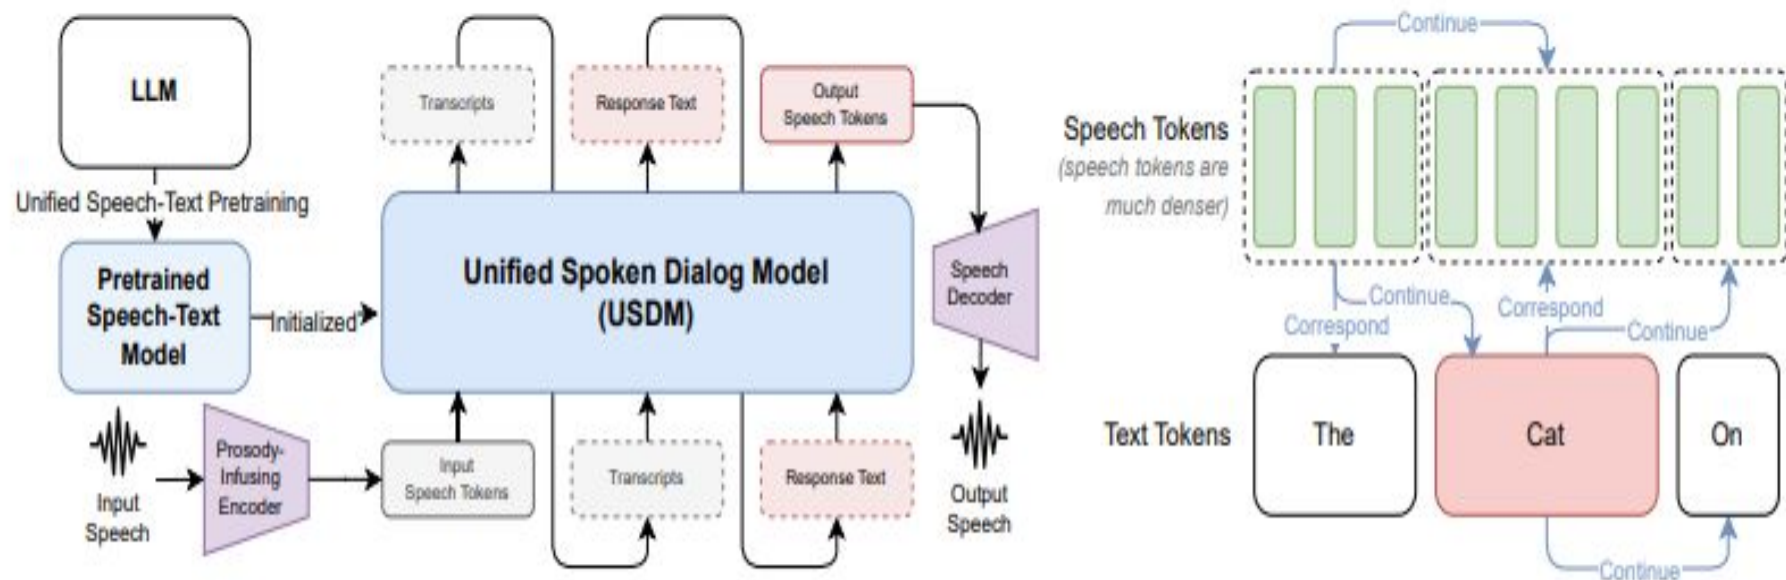 LLM
Unified Speech-Text Pretraining
Pretrained
Speech-Text
Model
Initialized
Input
Speech
Prosody-
Infusing
Encoder
Input
Speech Tokens
Transcripts
Response Text
Output
Speech Tokens
Unified Spoken Dialog Model
(USDM)
Transcripts
Response Text
Speech
Decoder
Output
Speech
Continue
Speech Tokens
(speech tokens are
much denser)
Continue
Correspond
Correspond
Continue
Text Tokens
The
Cat
On
Continue